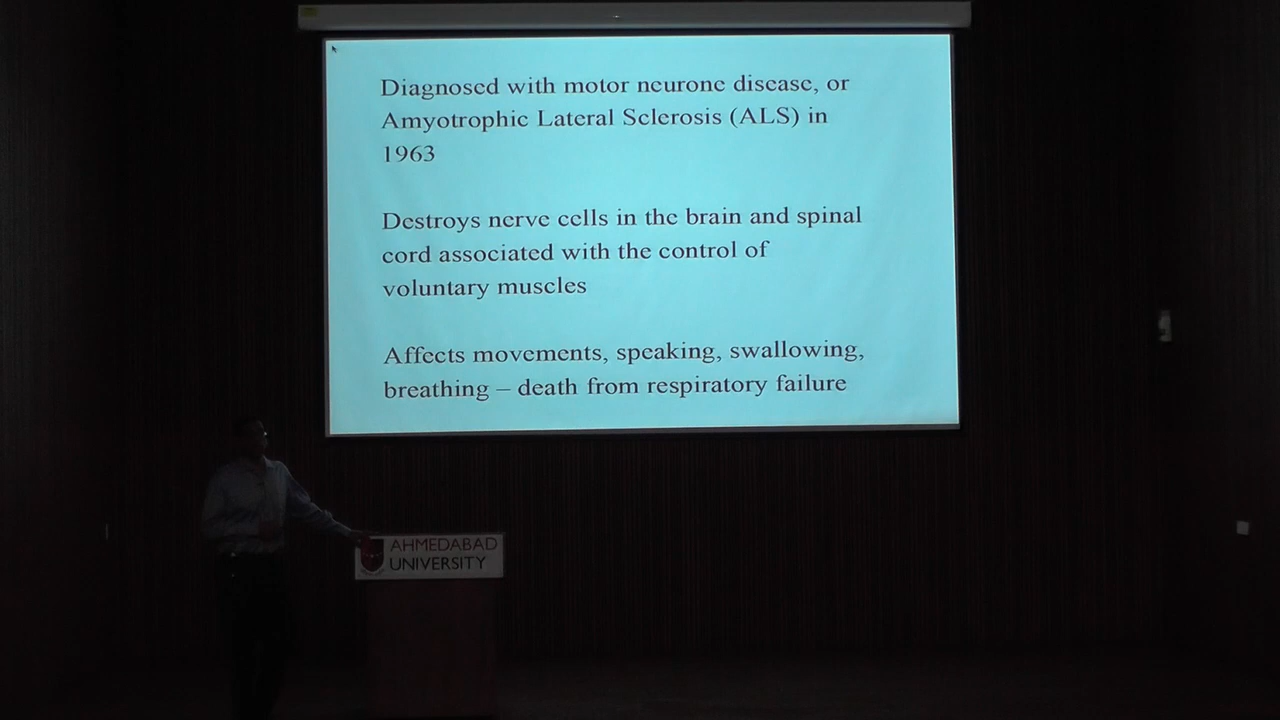 Diagnosed with motor neurone disease, or
Amyotrophic Lateral Sclerosis (ALS) in
1963
Destroys nerve cells in the brain and spinal
cord associated with the control of
voluntary muscles
Affects movements, speaking, swallowing,
breathing – death from respiratory failure
AHMEDABAD
UNIVERSITY